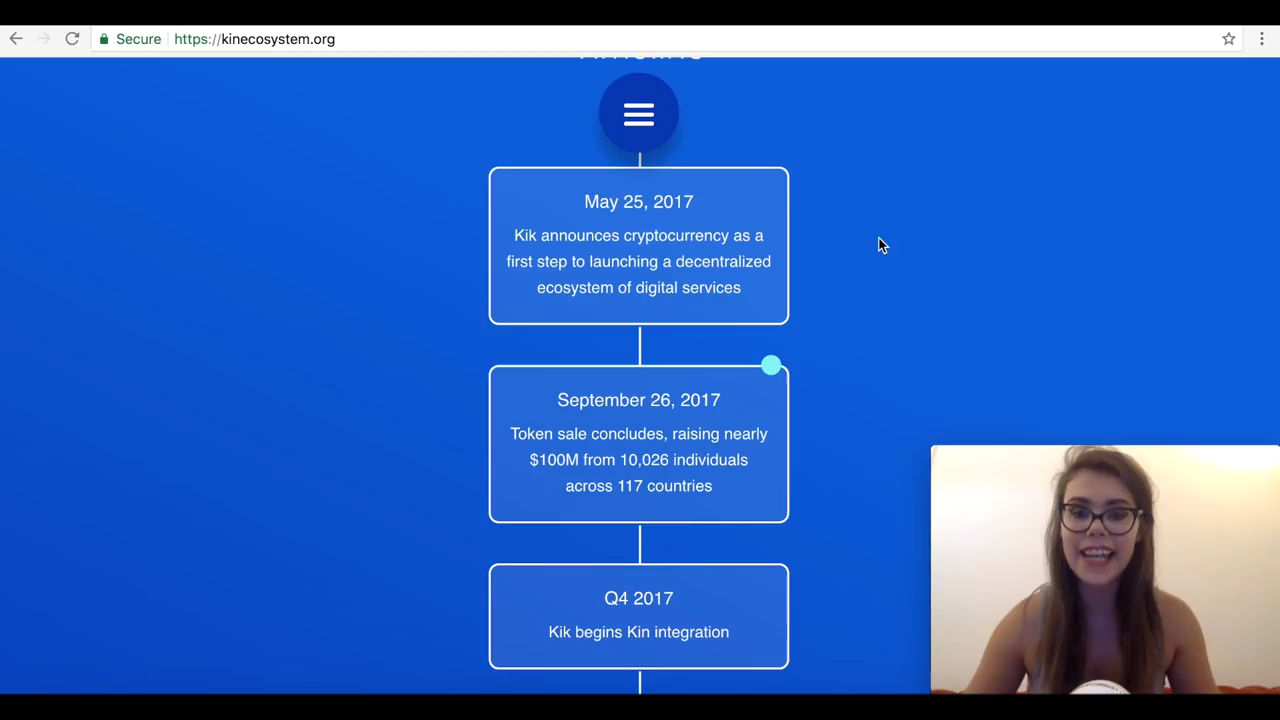 Secure
https://kinecosystem.org
May 25, 2017
Kik announces cryptocurrency as a
first step to launching a decentralized
ecosystem of digital services
September 26, 2017
Token sale concludes, raising nearly
$100M from 10,026 individuals
across 117 countries
Q4 2017
Kik begins Kin integration